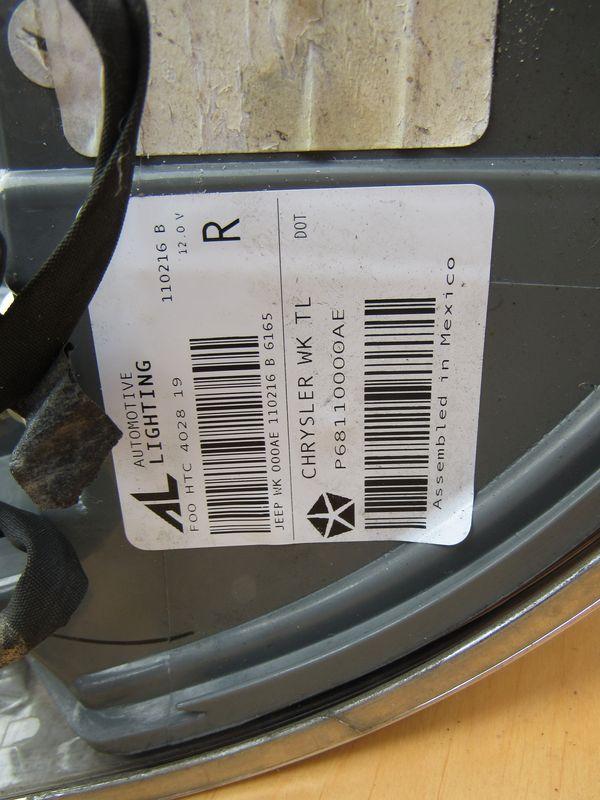 AL AUTOMOTIVE
LIGHTING
110216 B
12.0 V
FOO HTC 4028 19
R
JEEP WK 000AE 110216 B 6165
CHRYSLER WK TL
DOT
P68110000AE
Assembled in Mexico